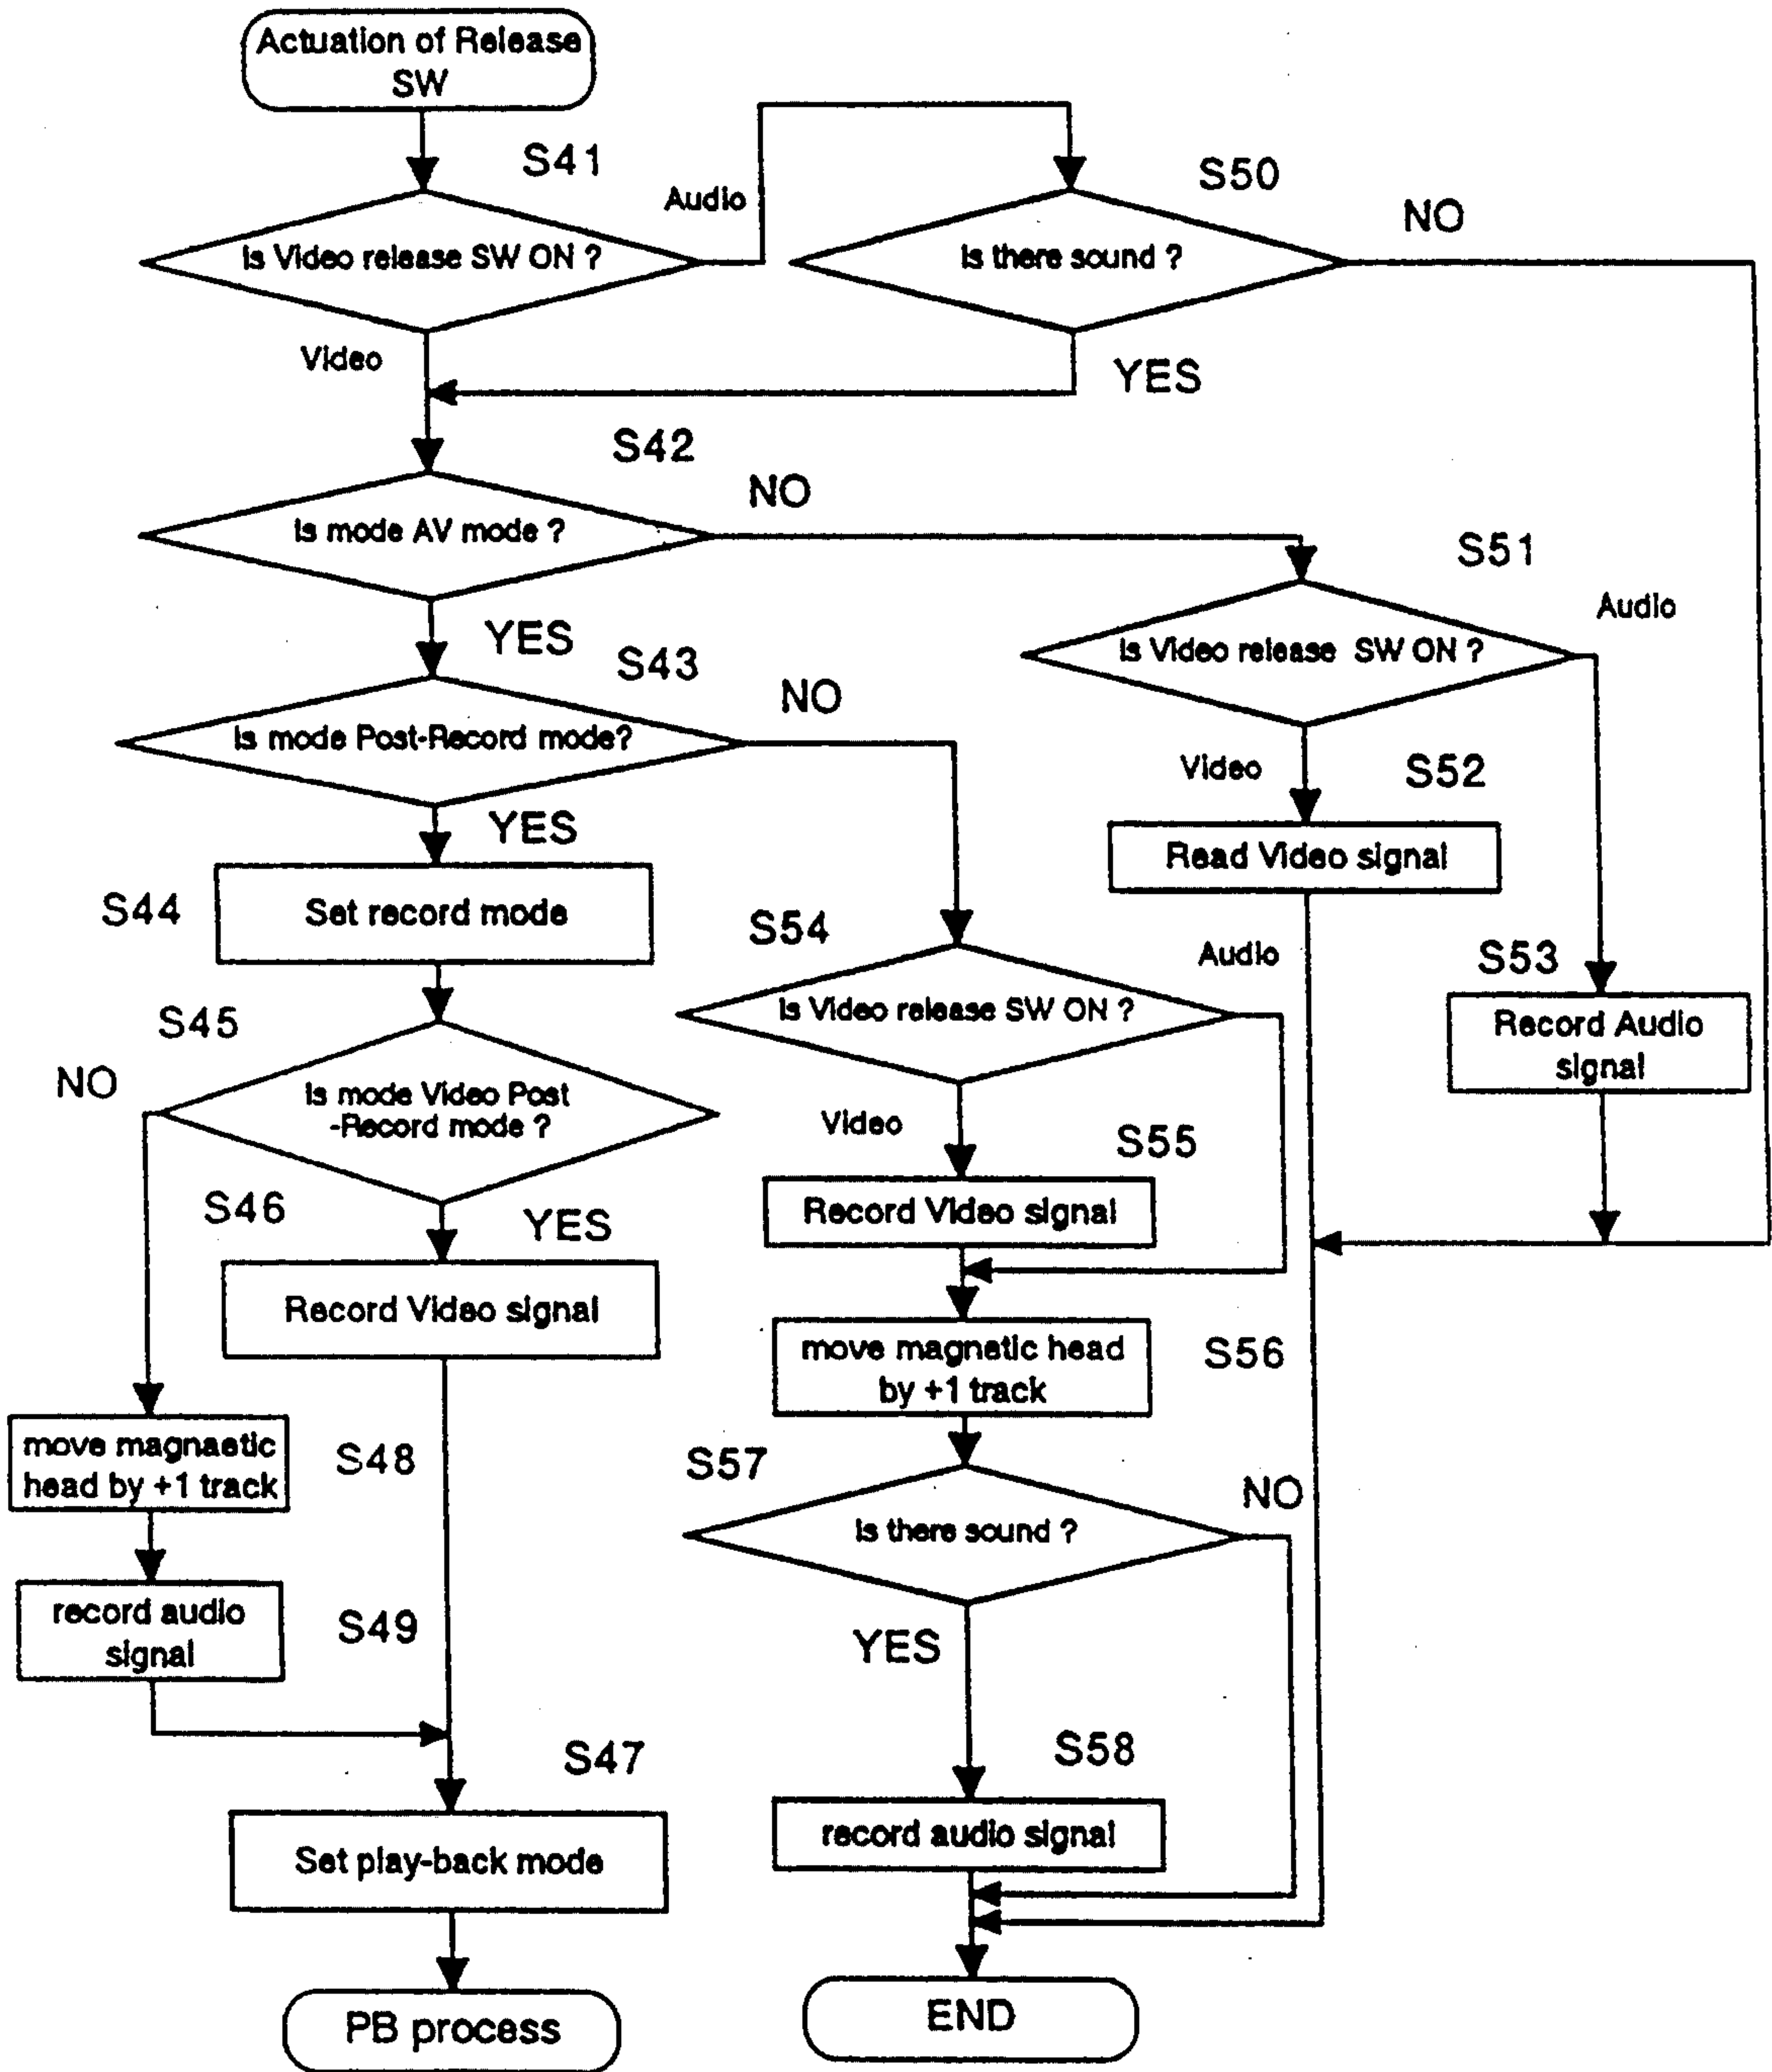 Actuation of Release
SW
S41
Audio
S50
NO
Is Video release SW ON ?
Is there sound ?
Video
YES
S42
NO
Is mode AV mode ?
S51
Audio
YES
S43
Is Video release SW ON ?
NO
Is mode Post-Record mode?
Video
S52
YES
Read Video signal
S44
Set record mode
S54
Audio
S53
Is Video release SW ON ?
Record Audio
signal
S45
NO
Is mode Video Post
-Record mode ?
Video
S55
S46
YES
Record Video signal
Record Video signal
move magnetic head
by +1 track
S56
move magnaetic
head by +1 track
S48
S57
NO
Is there sound ?
record audio
signal
S49
YES
S47
S58
Set play-back mode
record audio signal
PB process
END